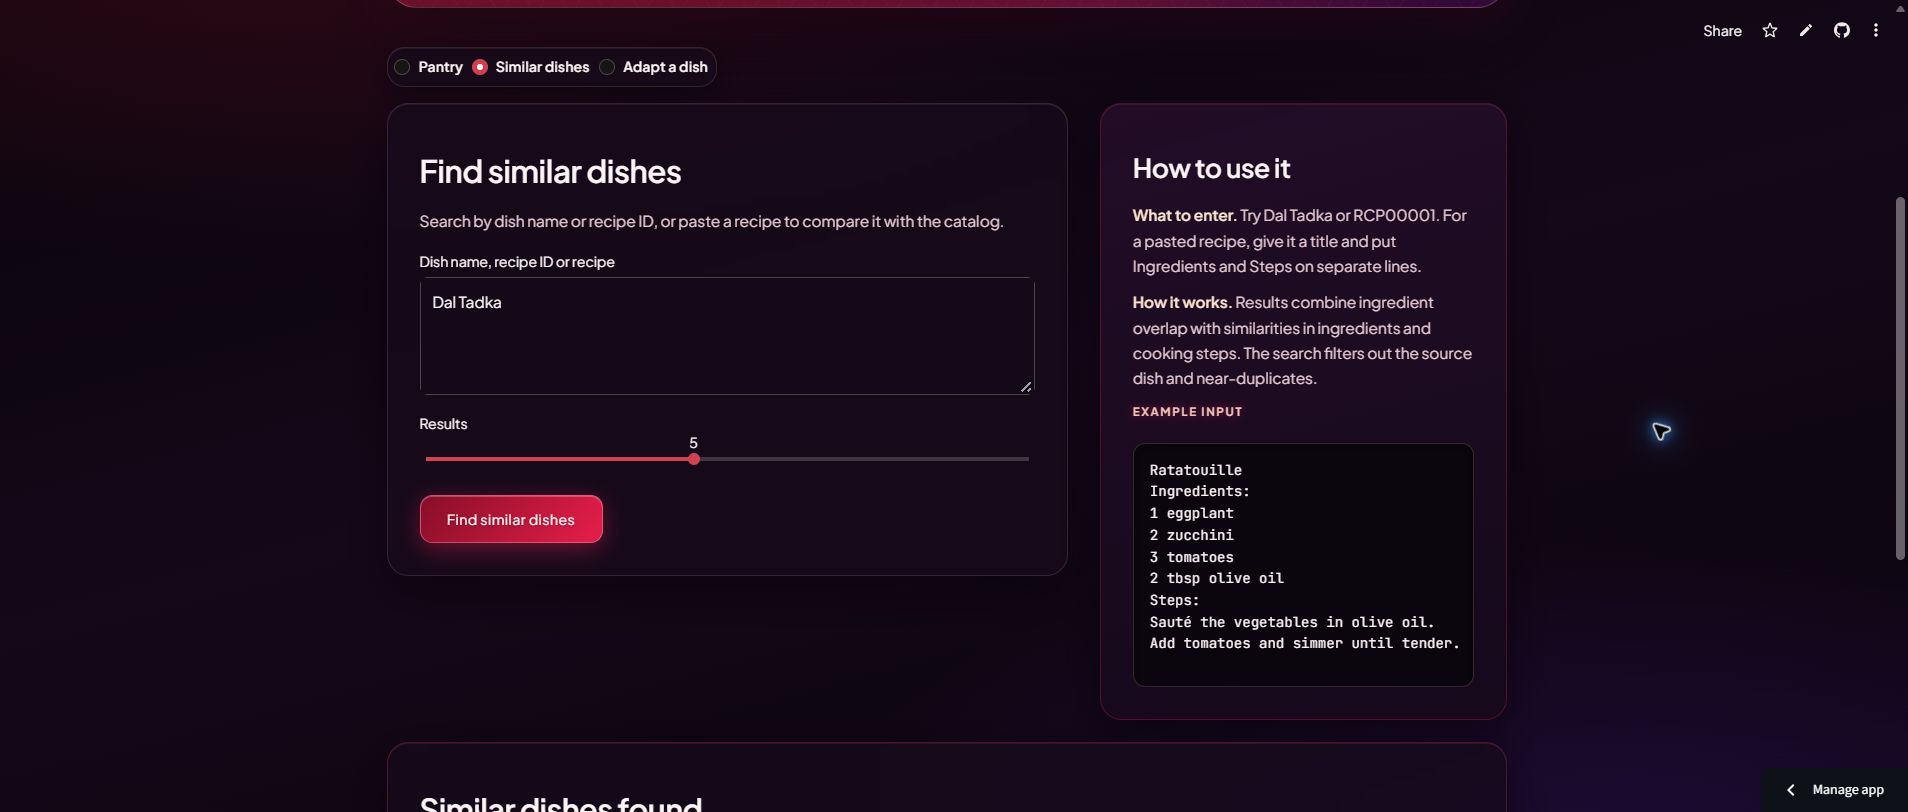 Share
Pantry Similar dishes Adapt a dish
Find similar dishes
Search by dish name or recipe ID, or paste a recipe to compare it with the catalog.
Dish name, recipe ID or recipe
Dal Tadka
Results
5
Find similar dishes
How to use it
What to enter. Try Dal Tadka or RCP00001. For
a pasted recipe, give it a title and put
Ingredients and Steps on separate lines.
How it works. Results combine ingredient
overlap with similarities in ingredients and
cooking steps. The search filters out the source
dish and near-duplicates.
EXAMPLE INPUT
Ratatouille
Ingredients:
1 eggplant
2 zucchini
3 tomatoes
2 tbsp olive oil
Steps:
Sauté the vegetables in olive oil.
Add tomatoes and simmer until tender.
Similar dishes found
Manage app